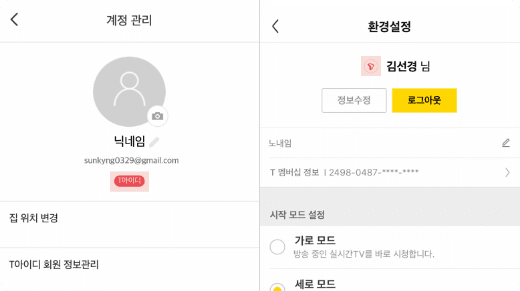 계정 관리
닉네임
sunkyng0329@gmail.com
T아이디
집 위치 변경
T아이디 회원 정보관리
환경설정
김선경 님
정보수정
로그아웃
노내임
T 멤버십 정보 | 2498-0487-****-****
시작 모드 설정
가로 모드
방송 중인 실시간TV를 바로 시청합니다.
세로 모드